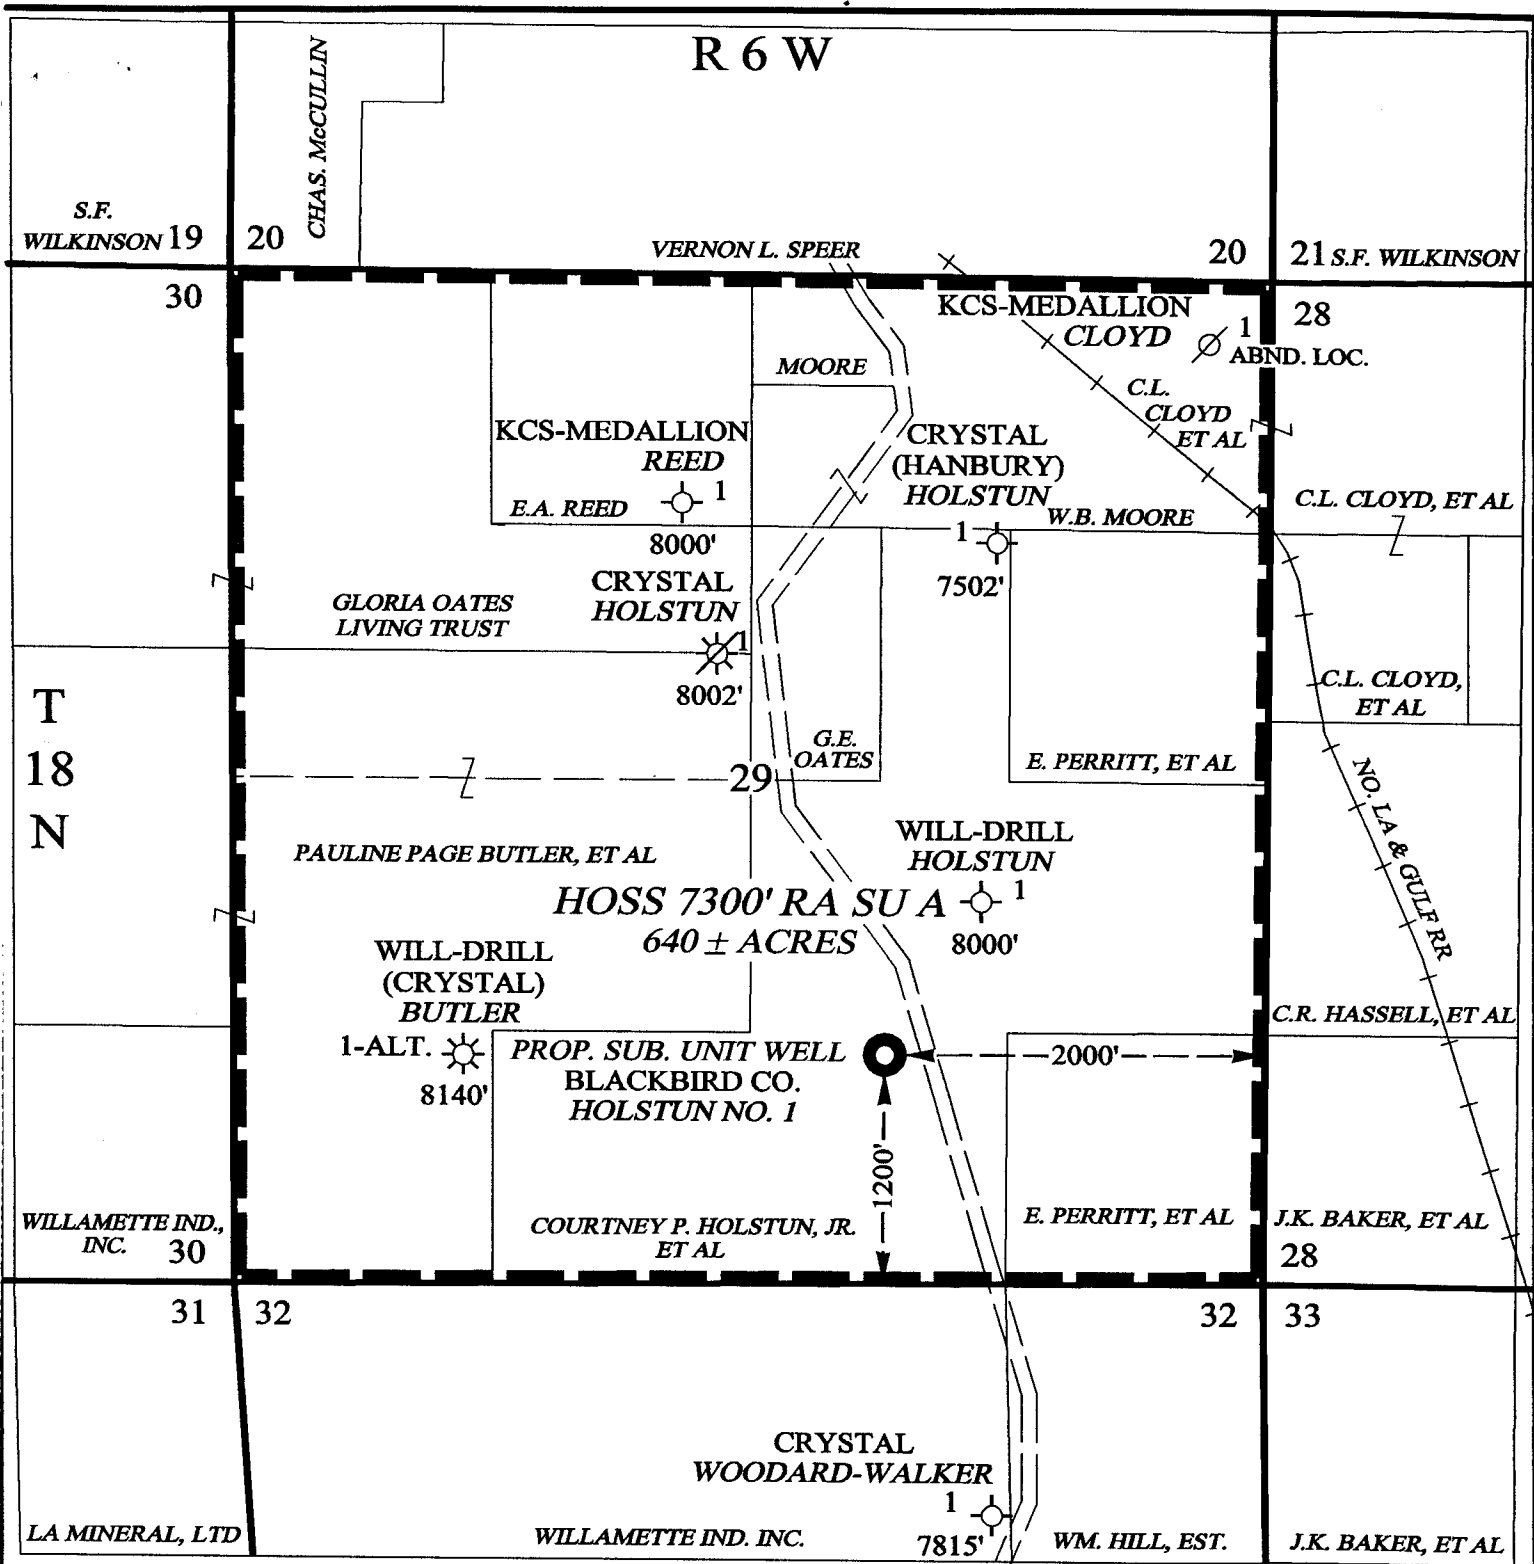 R 6 W
CHAS. McCULLIN
S.F.
WILKINSON 19
20
VERNON L. SPEER
20
21 S.F. WILKINSON
30
KCS-MEDALLION
CLOYD
1
ABND. LOC.
28
MOORE
C.L.
CLOYD
ET AL
KCS-MEDALLION
REED
1
8000'
E.A. REED
CRYSTAL
(HANBURY)
HOLSTUN
1
7502'
W.B. MOORE
C.L. CLOYD, ET AL
CRYSTAL
HOLSTUN
1
8002'
GLORIA OATES
LIVING TRUST
T
18
N
C.L. CLOYD,
ET AL
G.E.
OATES
E. PERRITT, ET AL
29
NO. LA & GULF RR
WILL-DRILL
HOLSTUN
1
8000'
PAULINE PAGE BUTLER, ET AL
HOSS 7300' RA SU A
640 ± ACRES
WILL-DRILL
(CRYSTAL)
BUTLER
1-ALT.
8140'
C.R. HASSELL, ET AL
PROP. SUB. UNIT WELL
BLACKBIRD CO.
HOLSTUN NO. 1
2000'
1200'
WILLAMETTE IND.,
INC. 30
COURTNEY P. HOLSTUN, JR.
ET AL
E. PERRITT, ET AL
J.K. BAKER, ET AL
28
31
32
32
33
CRYSTAL
WOODARD-WALKER
1
7815'
LA MINERAL, LTD
WILLAMETTE IND. INC.
WM. HILL, EST.
J.K. BAKER, ET AL